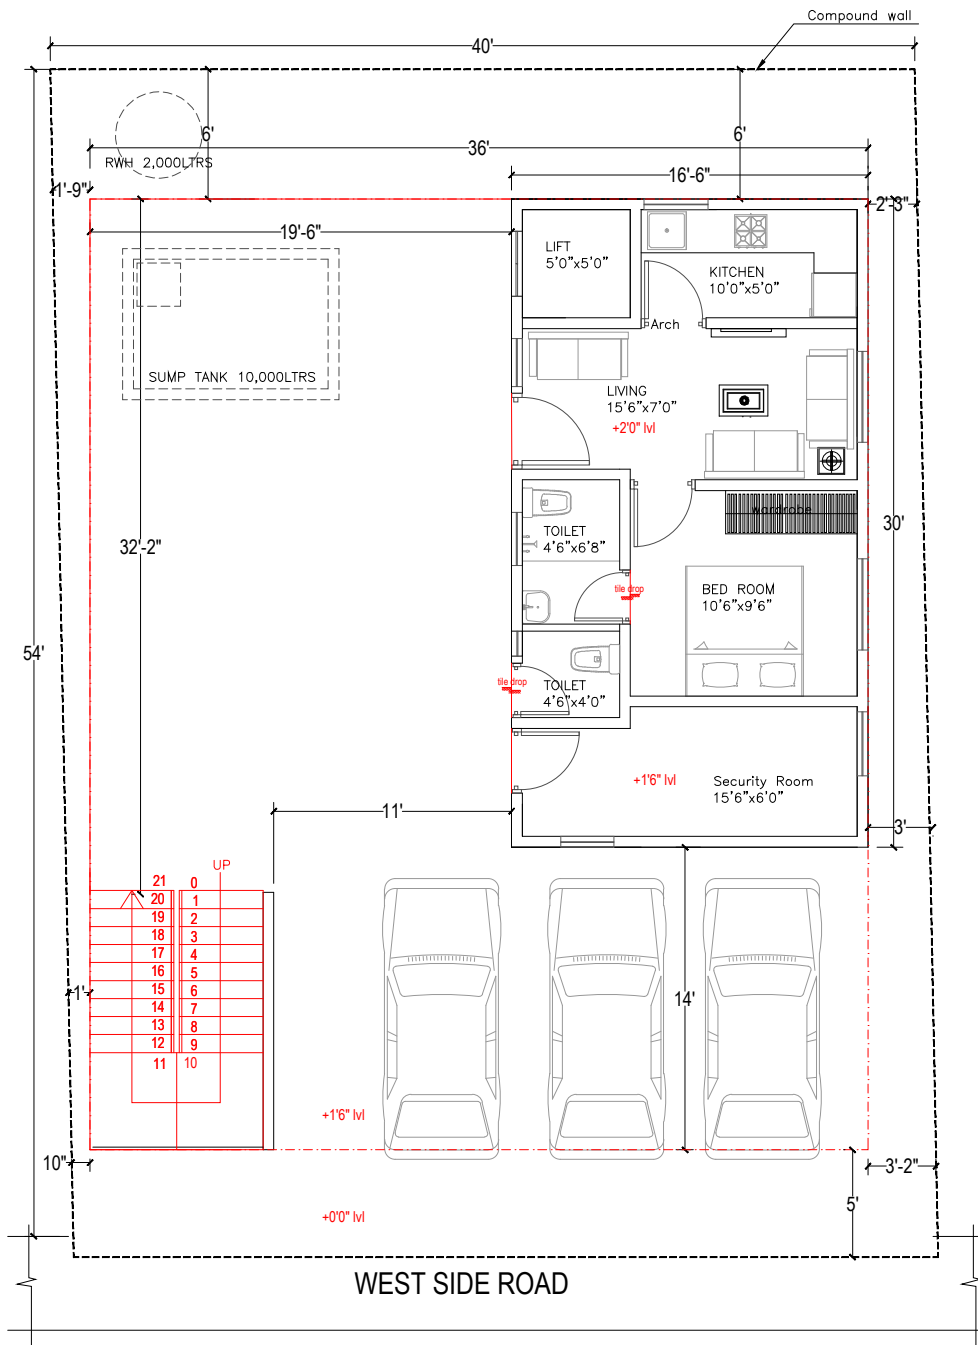 Compound wall
40'
6'
6'
RWH 2,000LTRS
36'
16'-6"
1'-9"
2'-3"
19'-6"
LIFT
5'0"x5'0"
KITCHEN
10'0"x5'0"
Arch
SUMP TANK 10,000LTRS
LIVING
15'6"x7'0"
+2'0" lvl
wardrobe
30'
32'-2"
TOILET
4'6"x6'8"
tile drop
BED ROOM
10'6"x9'6"
54'
tile drop
TOILET
4'6"x4'0"
+1'6" lvl
Security Room
15'6"x6'0"
11'
3'
UP
21 0
20 1
19 2
18 3
17 4
16 5
15 6
14 7
13 8
12 9
11 10
1'
14'
+1'6" lvl
10"
3'-2"
5'
+0'0" lvl
WEST SIDE ROAD